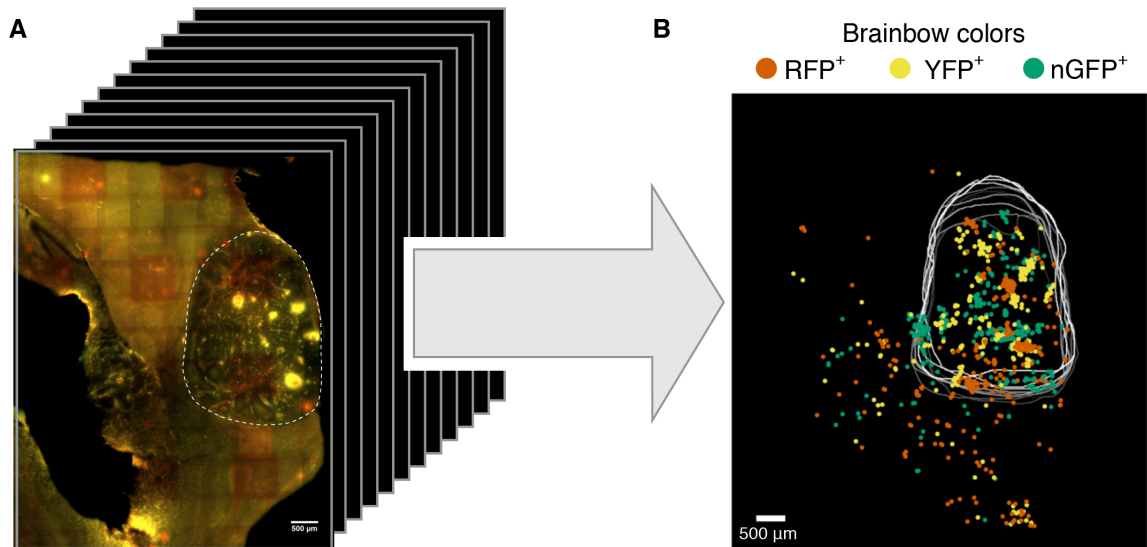 A
B
Brainbow colors
RFP+ YFP+ nGFP+
500 µm
500 µm